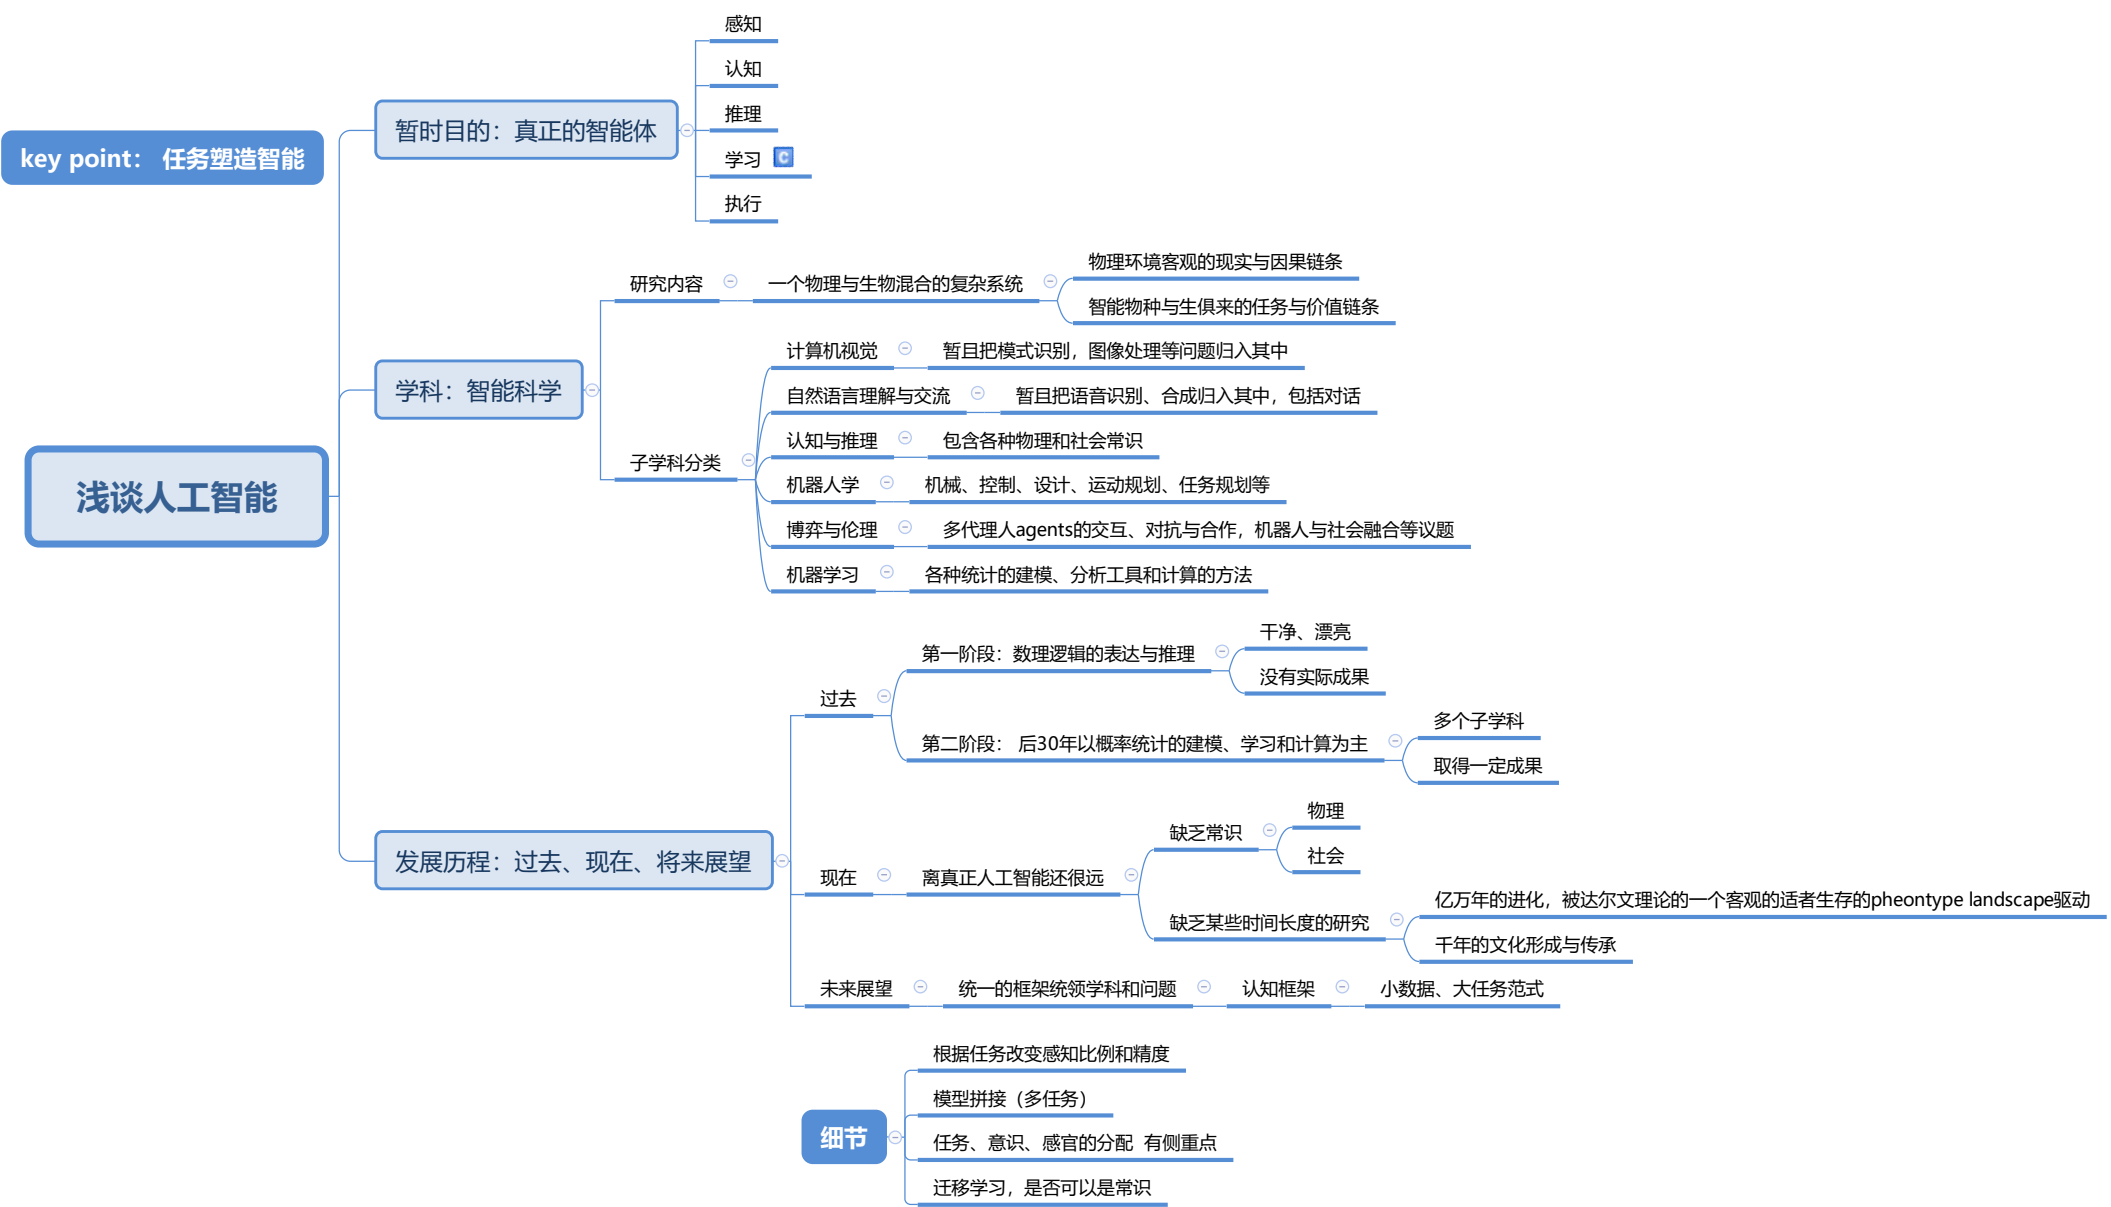 key point： 任务塑造智能
浅谈人工智能
暂时目的：真正的智能体
感知
认知
推理
学习
C
执行
学科：智能科学
研究内容
一个物理与生物混合的复杂系统
物理环境客观的现实与因果链条
智能物种与生俱来的任务与价值链条
子学科分类
计算机视觉
暂且把模式识别，图像处理等问题归入其中
自然语言理解与交流
暂且把语音识别、合成归入其中，包括对话
认知与推理
包含各种物理和社会常识
机器人学
机械、控制、设计、运动规划、任务规划等
博弈与伦理
多代理人agents的交互、对抗与合作，机器人与社会融合等议题
机器学习
各种统计的建模、分析工具和计算的方法
发展历程：过去、现在、将来展望
过去
第一阶段：数理逻辑的表达与推理
干净、漂亮
没有实际成果
第二阶段： 后30年以概率统计的建模、学习和计算为主
多个子学科
取得一定成果
现在
离真正人工智能还很远
缺乏常识
物理
社会
缺乏某些时间长度的研究
亿万年的进化，被达尔文理论的一个客观的适者生存的pheontype landscape驱动
千年的文化形成与传承
未来展望
统一的框架统领学科和问题
认知框架
小数据、大任务范式
细节
根据任务改变感知比例和精度
模型拼接（多任务）
任务、意识、感官的分配 有侧重点
迁移学习，是否可以是常识